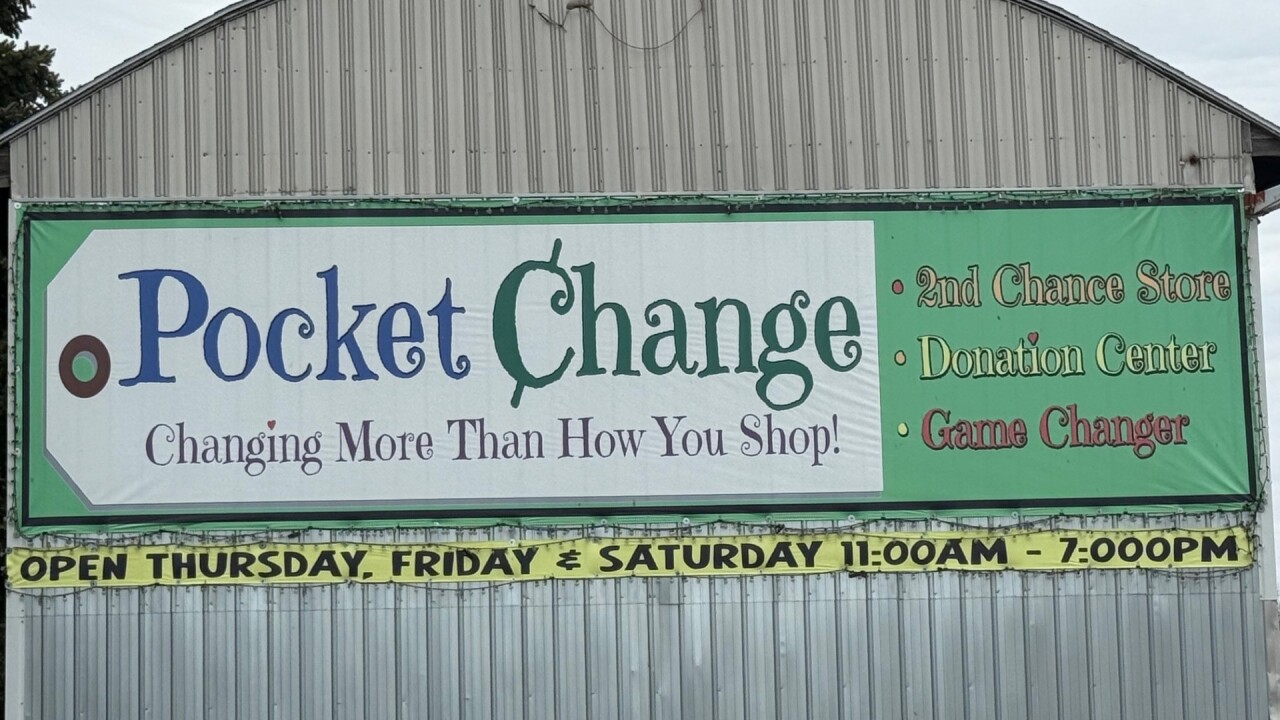 Pocket Change
Changing More Than How You Shop!
• 2nd Chance Store
• Donation Center
• Game Changer
OPEN THURSDAY, FRIDAY & SATURDAY 11:00AM - 7:000PM